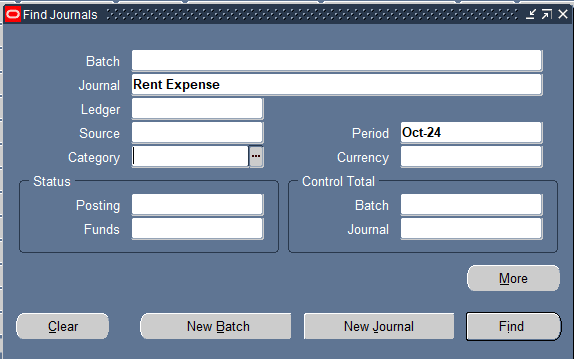 Find Journals
Batch
Journal Rent Expense
Ledger
Source Period Oct-24
Category ... Currency
Status Control Total
Posting Batch
Funds Journal
More
Clear New Batch New Journal Find